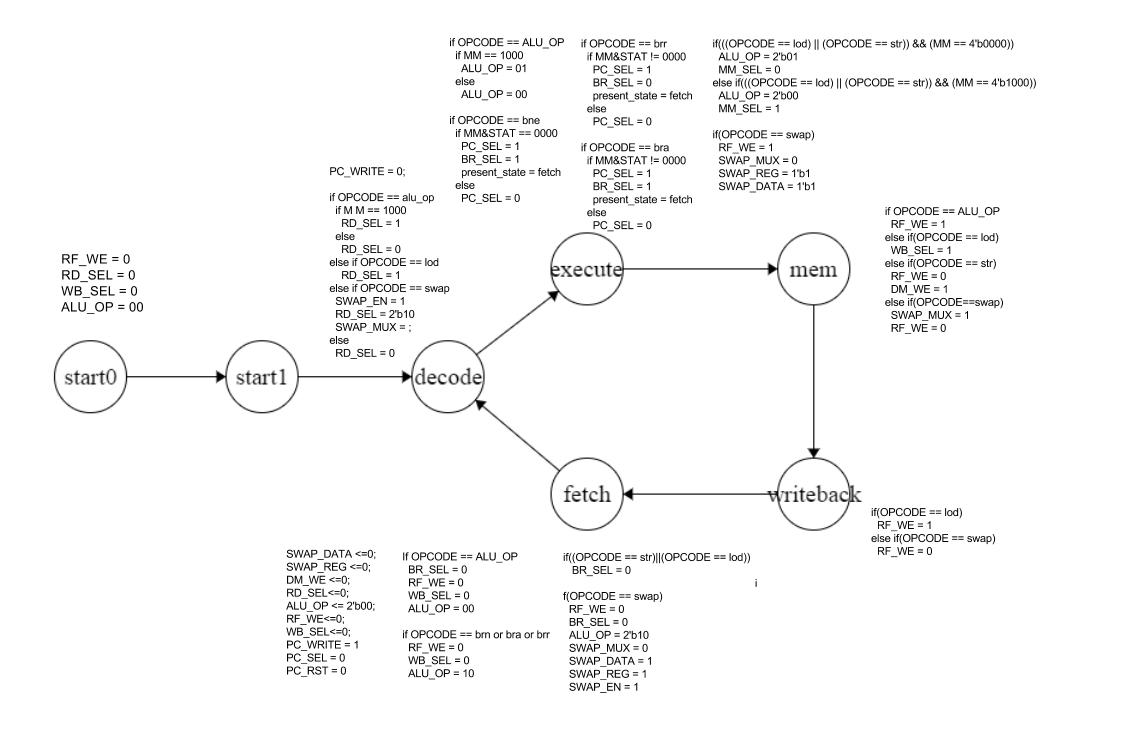 if OPCODE == ALU_OP
if MM == 1000
ALU_OP = 01
else
ALU_OP = 00
if OPCODE == bne
if MM&STAT == 0000
PC_SEL = 1
BR_SEL = 1
present_state = fetch
else
PC_SEL = 0
if OPCODE == brr
if MM&STAT != 0000
PC_SEL = 1
BR_SEL = 0
present_state = fetch
else
PC_SEL = 0
if OPCODE == bra
if MM&STAT != 0000
PC_SEL = 1
BR_SEL = 1
present_state = fetch
else
PC_SEL = 0
if(((OPCODE == lod) || (OPCODE == str)) && (MM == 4'b0000))
ALU_OP = 2'b01
MM_SEL = 0
else if(((OPCODE == lod) || (OPCODE == str)) && (MM == 4'b1000))
ALU_OP = 2'b00
MM_SEL = 1
if(OPCODE == swap)
RF_WE = 1
SWAP_MUX = 0
SWAP_REG = 1'b1
SWAP_DATA = 1'b1
PC_WRITE = 0;
if OPCODE == alu_op
if M M == 1000
RD_SEL = 1
else
RD_SEL = 0
else if OPCODE == lod
RD_SEL = 1
else if OPCODE == swap
SWAP_EN = 1
RD_SEL = 2'b10
SWAP_MUX = ;
else
RD_SEL = 0
if OPCODE == ALU_OP
RF_WE = 1
else if(OPCODE == lod)
WB_SEL = 1
else if(OPCODE == str)
RF_WE = 0
DM_WE = 1
else if(OPCODE==swap)
SWAP_MUX = 1
RF_WE = 0
RF_WE = 0
RD_SEL = 0
WB_SEL = 0
ALU_OP = 00
execute
mem
start0
start1
decode
fetch
writeback
if(OPCODE == lod)
RF_WE = 1
else if(OPCODE == swap)
RF_WE = 0
SWAP_DATA <=0;
SWAP_REG <=0;
DM_WE <=0;
RD_SEL<=0;
ALU_OP <= 2'b00;
RF_WE<=0;
WB_SEL<=0;
PC_WRITE = 1
PC_SEL = 0
PC_RST = 0
If OPCODE == ALU_OP
BR_SEL = 0
RF_WE = 0
WB_SEL = 0
ALU_OP = 00
if OPCODE == brn or bra or brr
RF_WE = 0
WB_SEL = 0
ALU_OP = 10
if((OPCODE == str)||(OPCODE == lod))
BR_SEL = 0
i
f(OPCODE == swap)
RF_WE = 0
BR_SEL = 0
ALU_OP = 2'b10
SWAP_MUX = 0
SWAP_DATA = 1
SWAP_REG = 1
SWAP_EN = 1